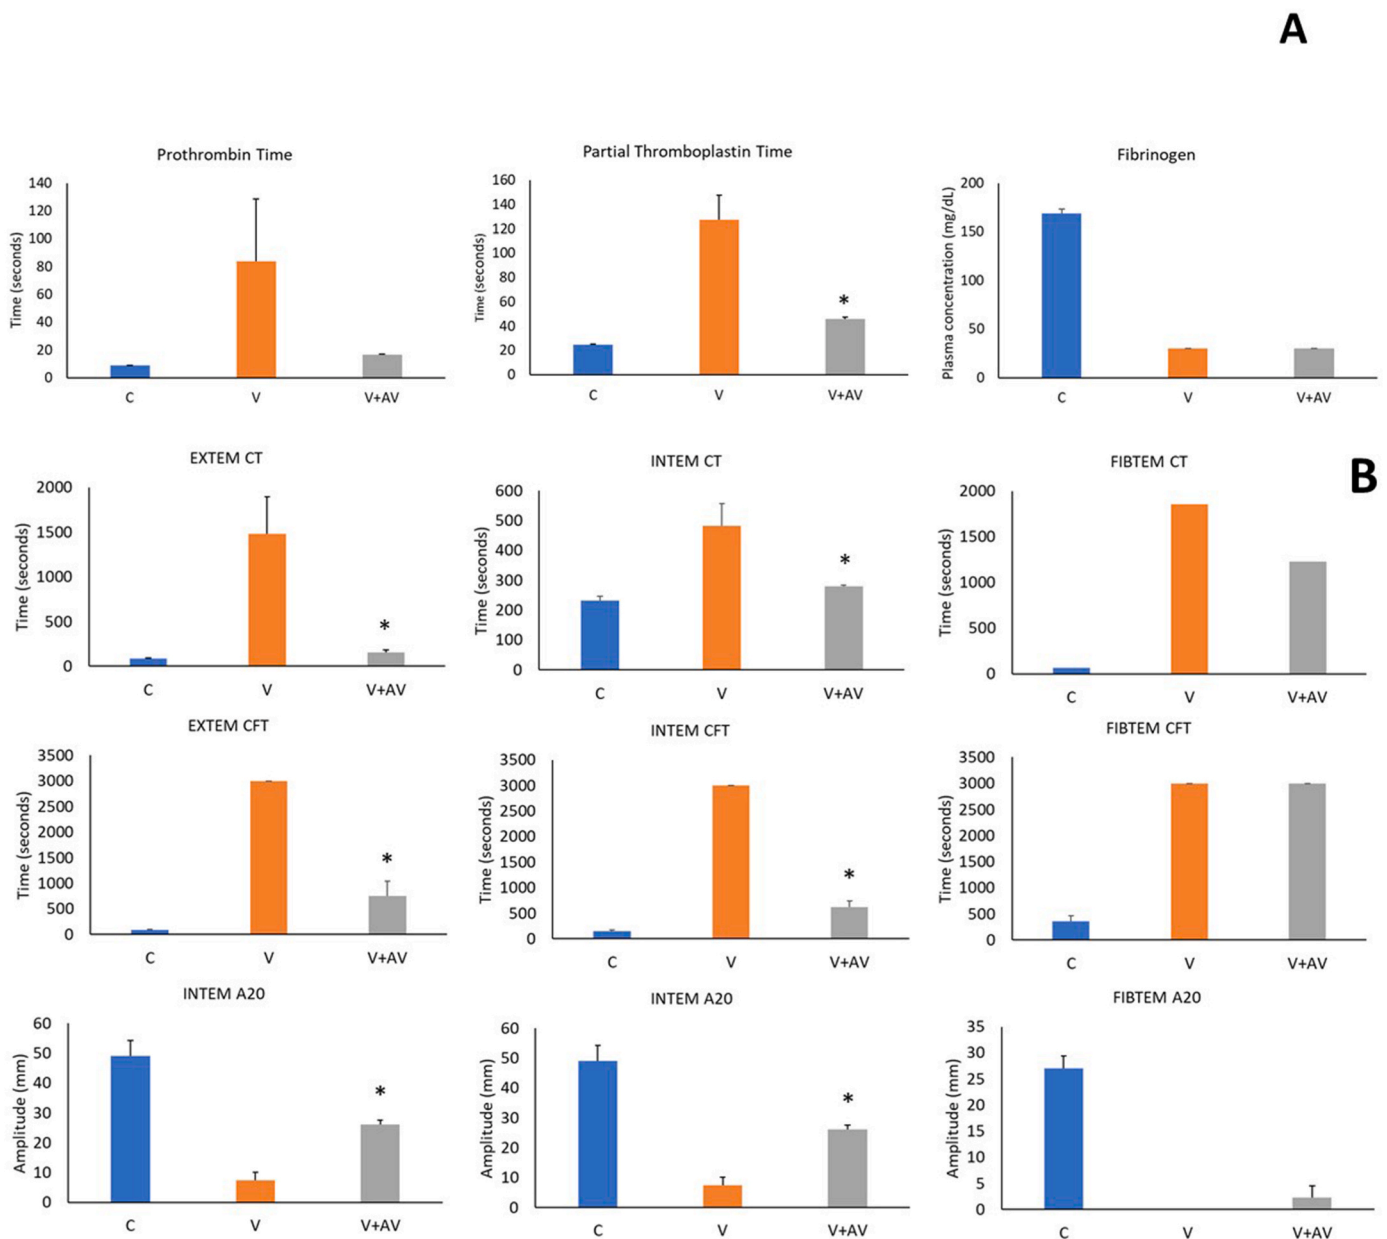 A
Prothrombin Time
Time (seconds)
140
120
100
80
60
40
20
0
C V V+AV
Partial Thromboplastin Time
Time (seconds)
160
140
120
100
80
60
40
20
0
*
C V V+AV
Fibrinogen
Plasma concentration (mg/dL)
200
150
100
50
0
C V V+AV
B
EXTEM CT
Time (seconds)
2000
1500
1000
500
0
*
C V V+AV
INTEM CT
Time (seconds)
600
500
400
300
200
100
0
*
C V V+AV
FIBTEM CT
Time (seconds)
2000
1500
1000
500
0
C V V+AV
EXTEM CFT
Time (seconds)
3500
3000
2500
2000
1500
1000
500
0
*
C V V+AV
INTEM CFT
Time (seconds)
3500
3000
2500
2000
1500
1000
500
0
*
C V V+AV
FIBTEM CFT
Time (seconds)
3500
3000
2500
2000
1500
1000
500
0
C V V+AV
INTEM A20
Amplitude (mm)
60
50
40
30
20
10
0
*
C V V+AV
INTEM A20
Amplitude (mm)
60
50
40
30
20
10
0
*
C V V+AV
FIBTEM A20
Amplitude (mm)
35
30
25
20
15
10
5
0
C V V+AV